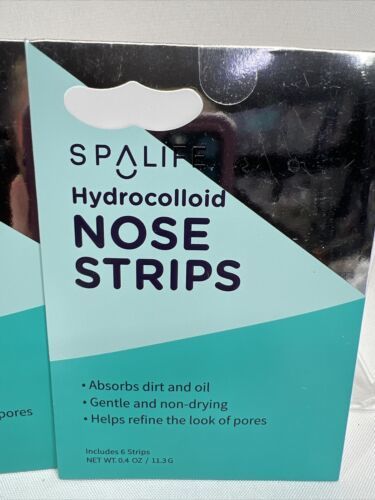 SPALIFE
Hydrocolloid
NOSE
STRIPS
• Absorbs dirt and oil
• Gentle and non-drying
• Helps refine the look of pores
Includes 6 Strips
NET WT. 0.4 OZ / 11.3 G
pores